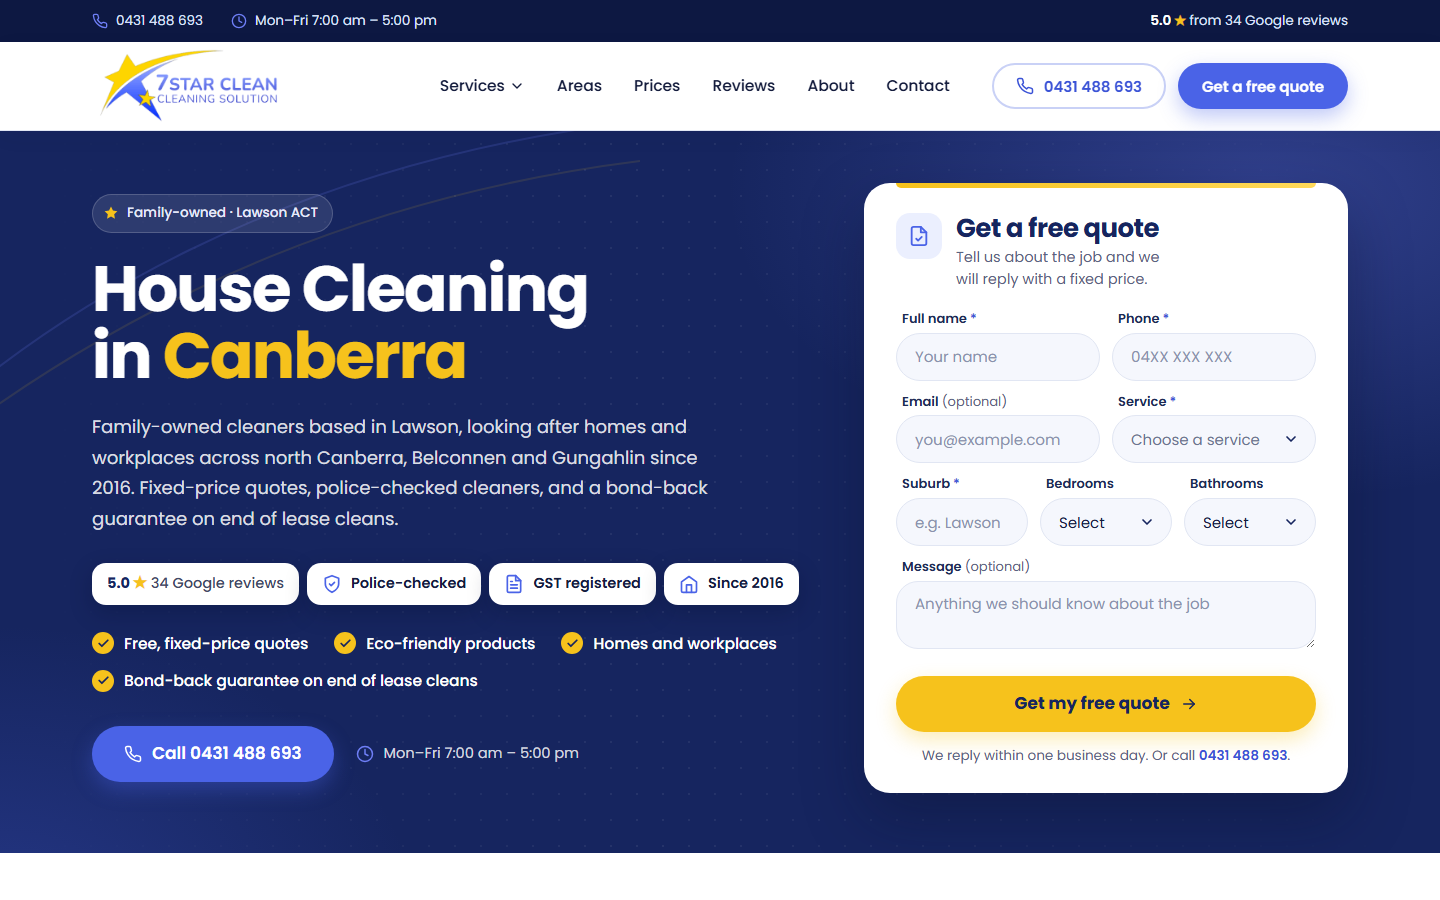 0431 488 693
Mon–Fri 7:00 am – 5:00 pm
5.0 ★ from 34 Google reviews
7STAR CLEAN
CLEANING SOLUTION
Services
Areas
Prices
Reviews
About
Contact
0431 488 693
Get a free quote
Family-owned · Lawson ACT
House Cleaning
in Canberra
Family-owned cleaners based in Lawson, looking after homes and
workplaces across north Canberra, Belconnen and Gungahlin since
2016. Fixed-price quotes, police-checked cleaners, and a bond-back
guarantee on end of lease cleans.
5.0 ★ 34 Google reviews
Police-checked
GST registered
Since 2016
Free, fixed-price quotes
Eco-friendly products
Homes and workplaces
Bond-back guarantee on end of lease cleans
Call 0431 488 693
Mon–Fri 7:00 am – 5:00 pm
Get a free quote
Tell us about the job and we
will reply with a fixed price.
Full name *
Phone *
Your name
04XX XXX XXX
Email (optional)
Service *
you@example.com
Choose a service
Suburb *
Bedrooms
Bathrooms
e.g. Lawson
Select
Select
Message (optional)
Anything we should know about the job
Get my free quote →
We reply within one business day. Or call 0431 488 693.